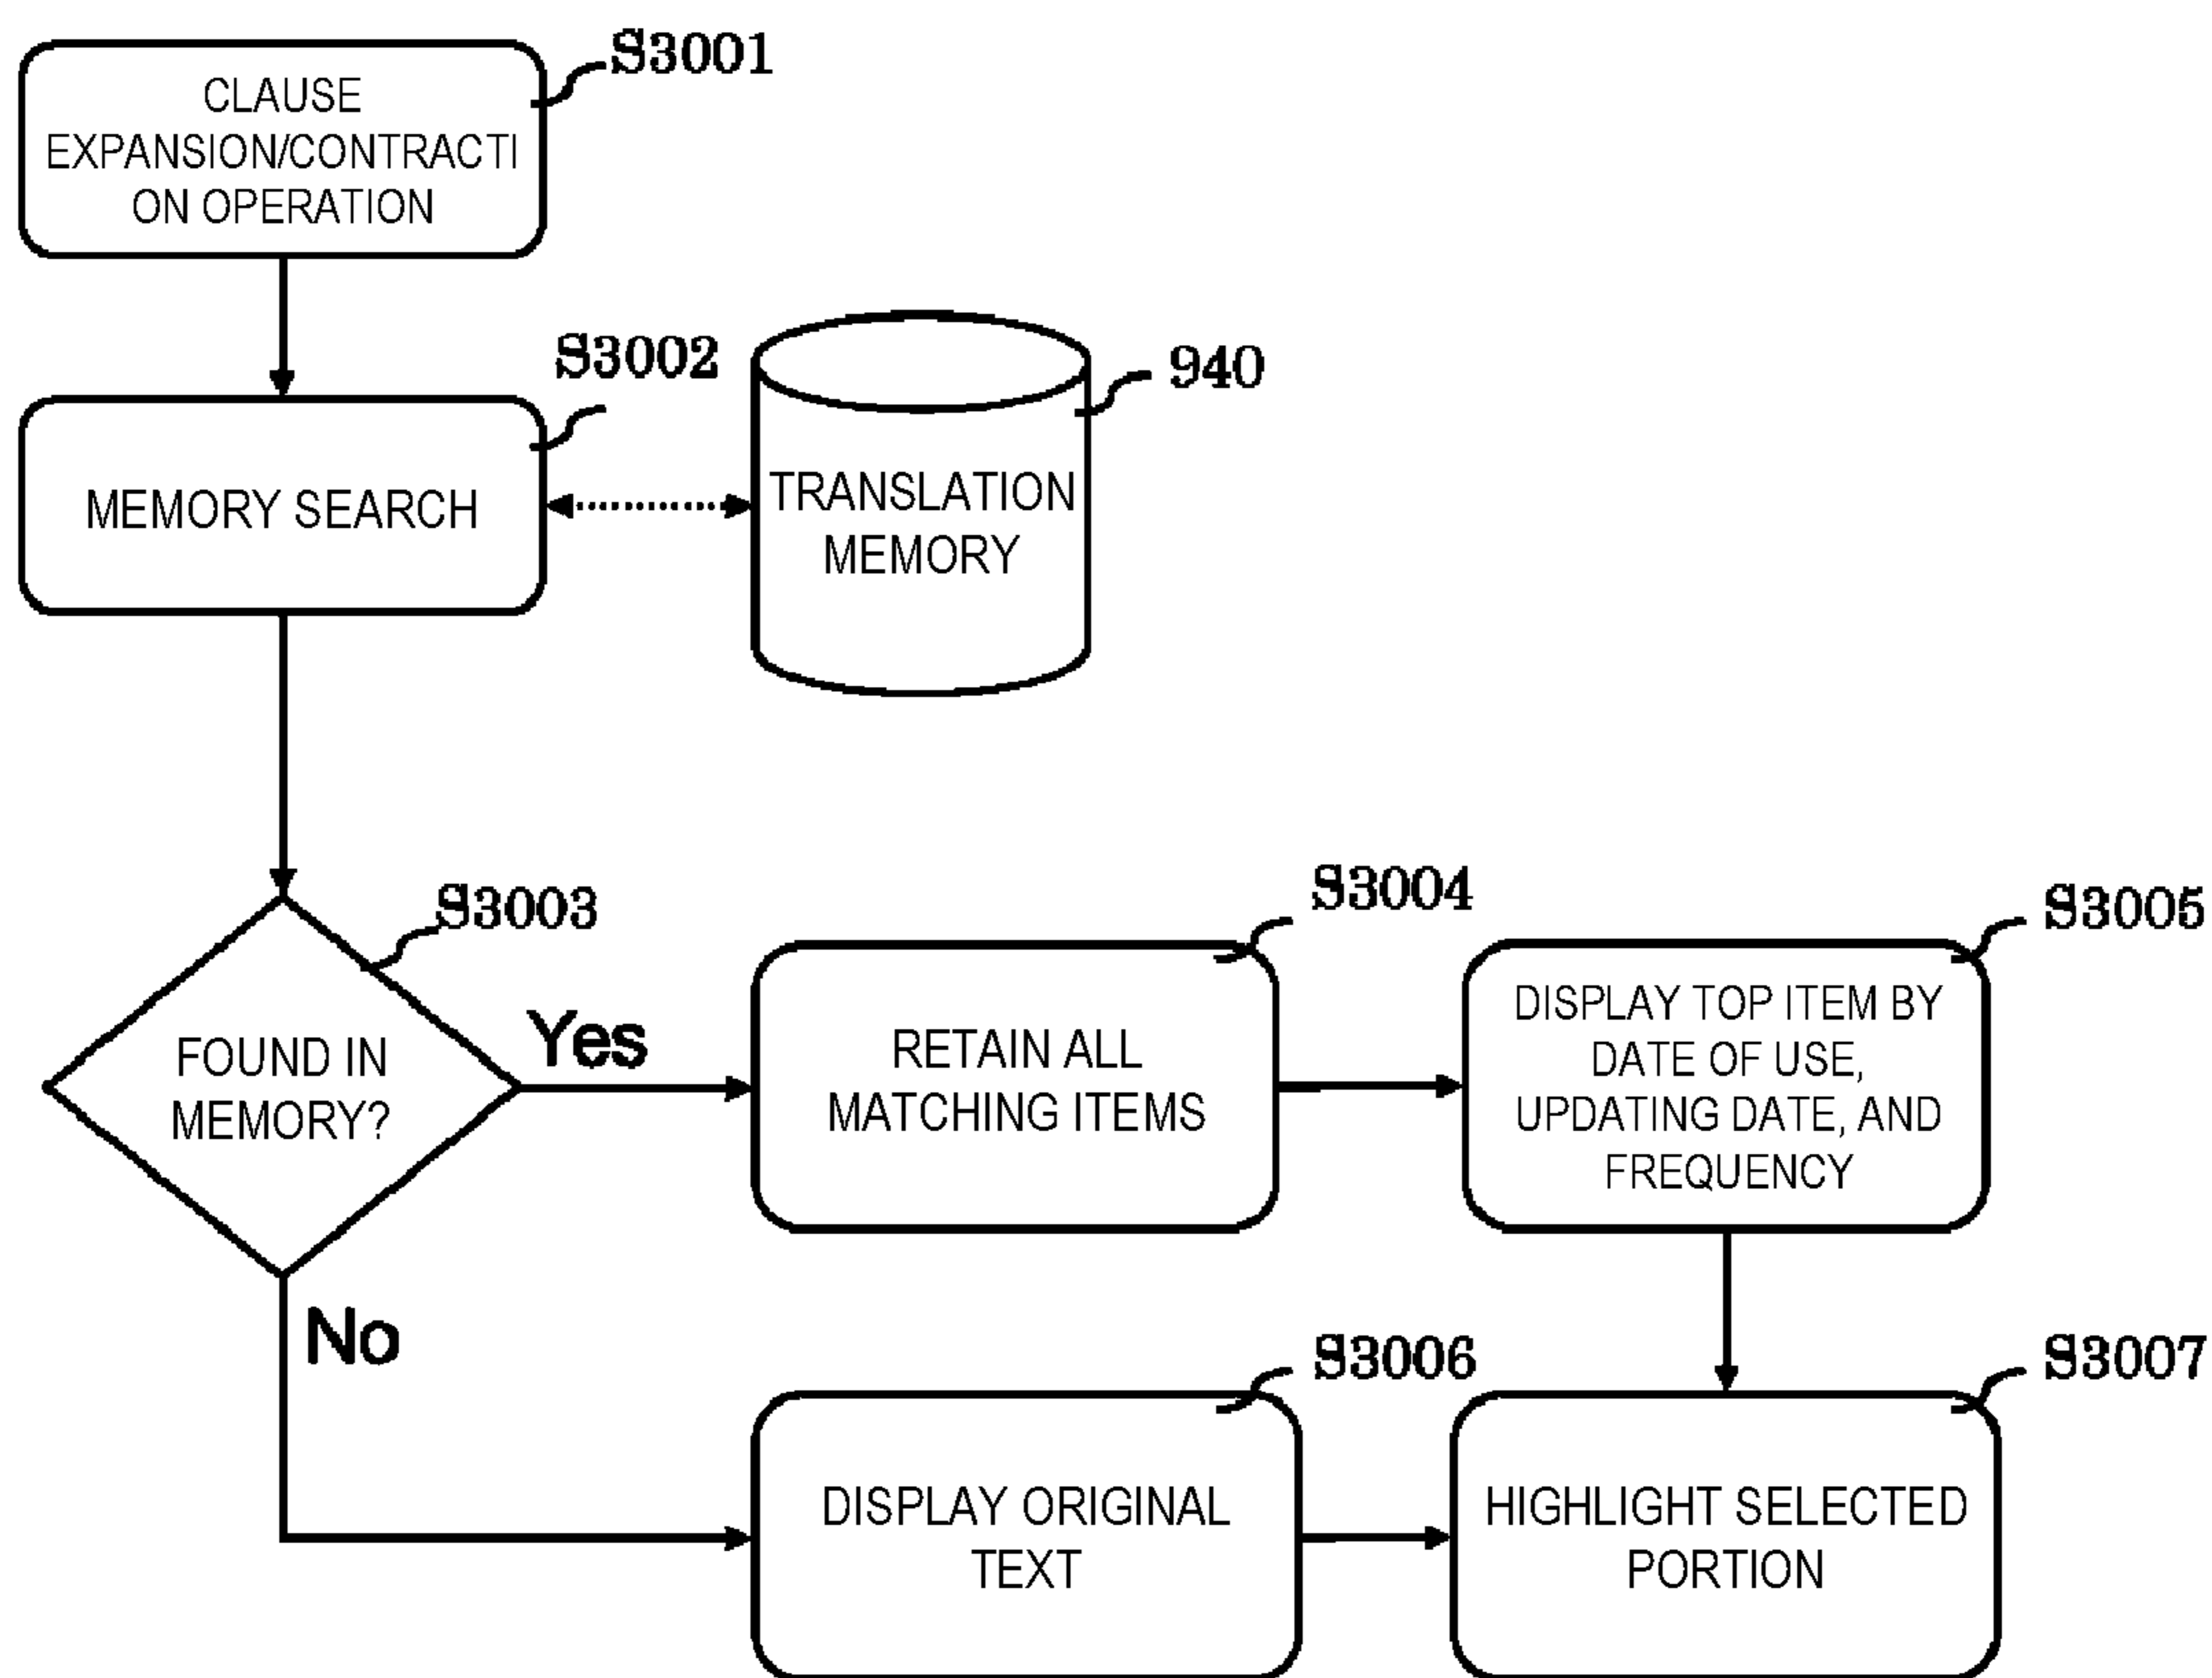 S3001
CLAUSE
EXPANSION/CONTRACTI
ON OPERATION
S3002
940
MEMORY SEARCH
TRANSLATION
MEMORY
S3003
FOUND IN
MEMORY?
Yes
No
S3004
RETAIN ALL
MATCHING ITEMS
S3005
DISPLAY TOP ITEM BY
DATE OF USE,
UPDATING DATE, AND
FREQUENCY
S3006
DISPLAY ORIGINAL
TEXT
S3007
HIGHLIGHT SELECTED
PORTION